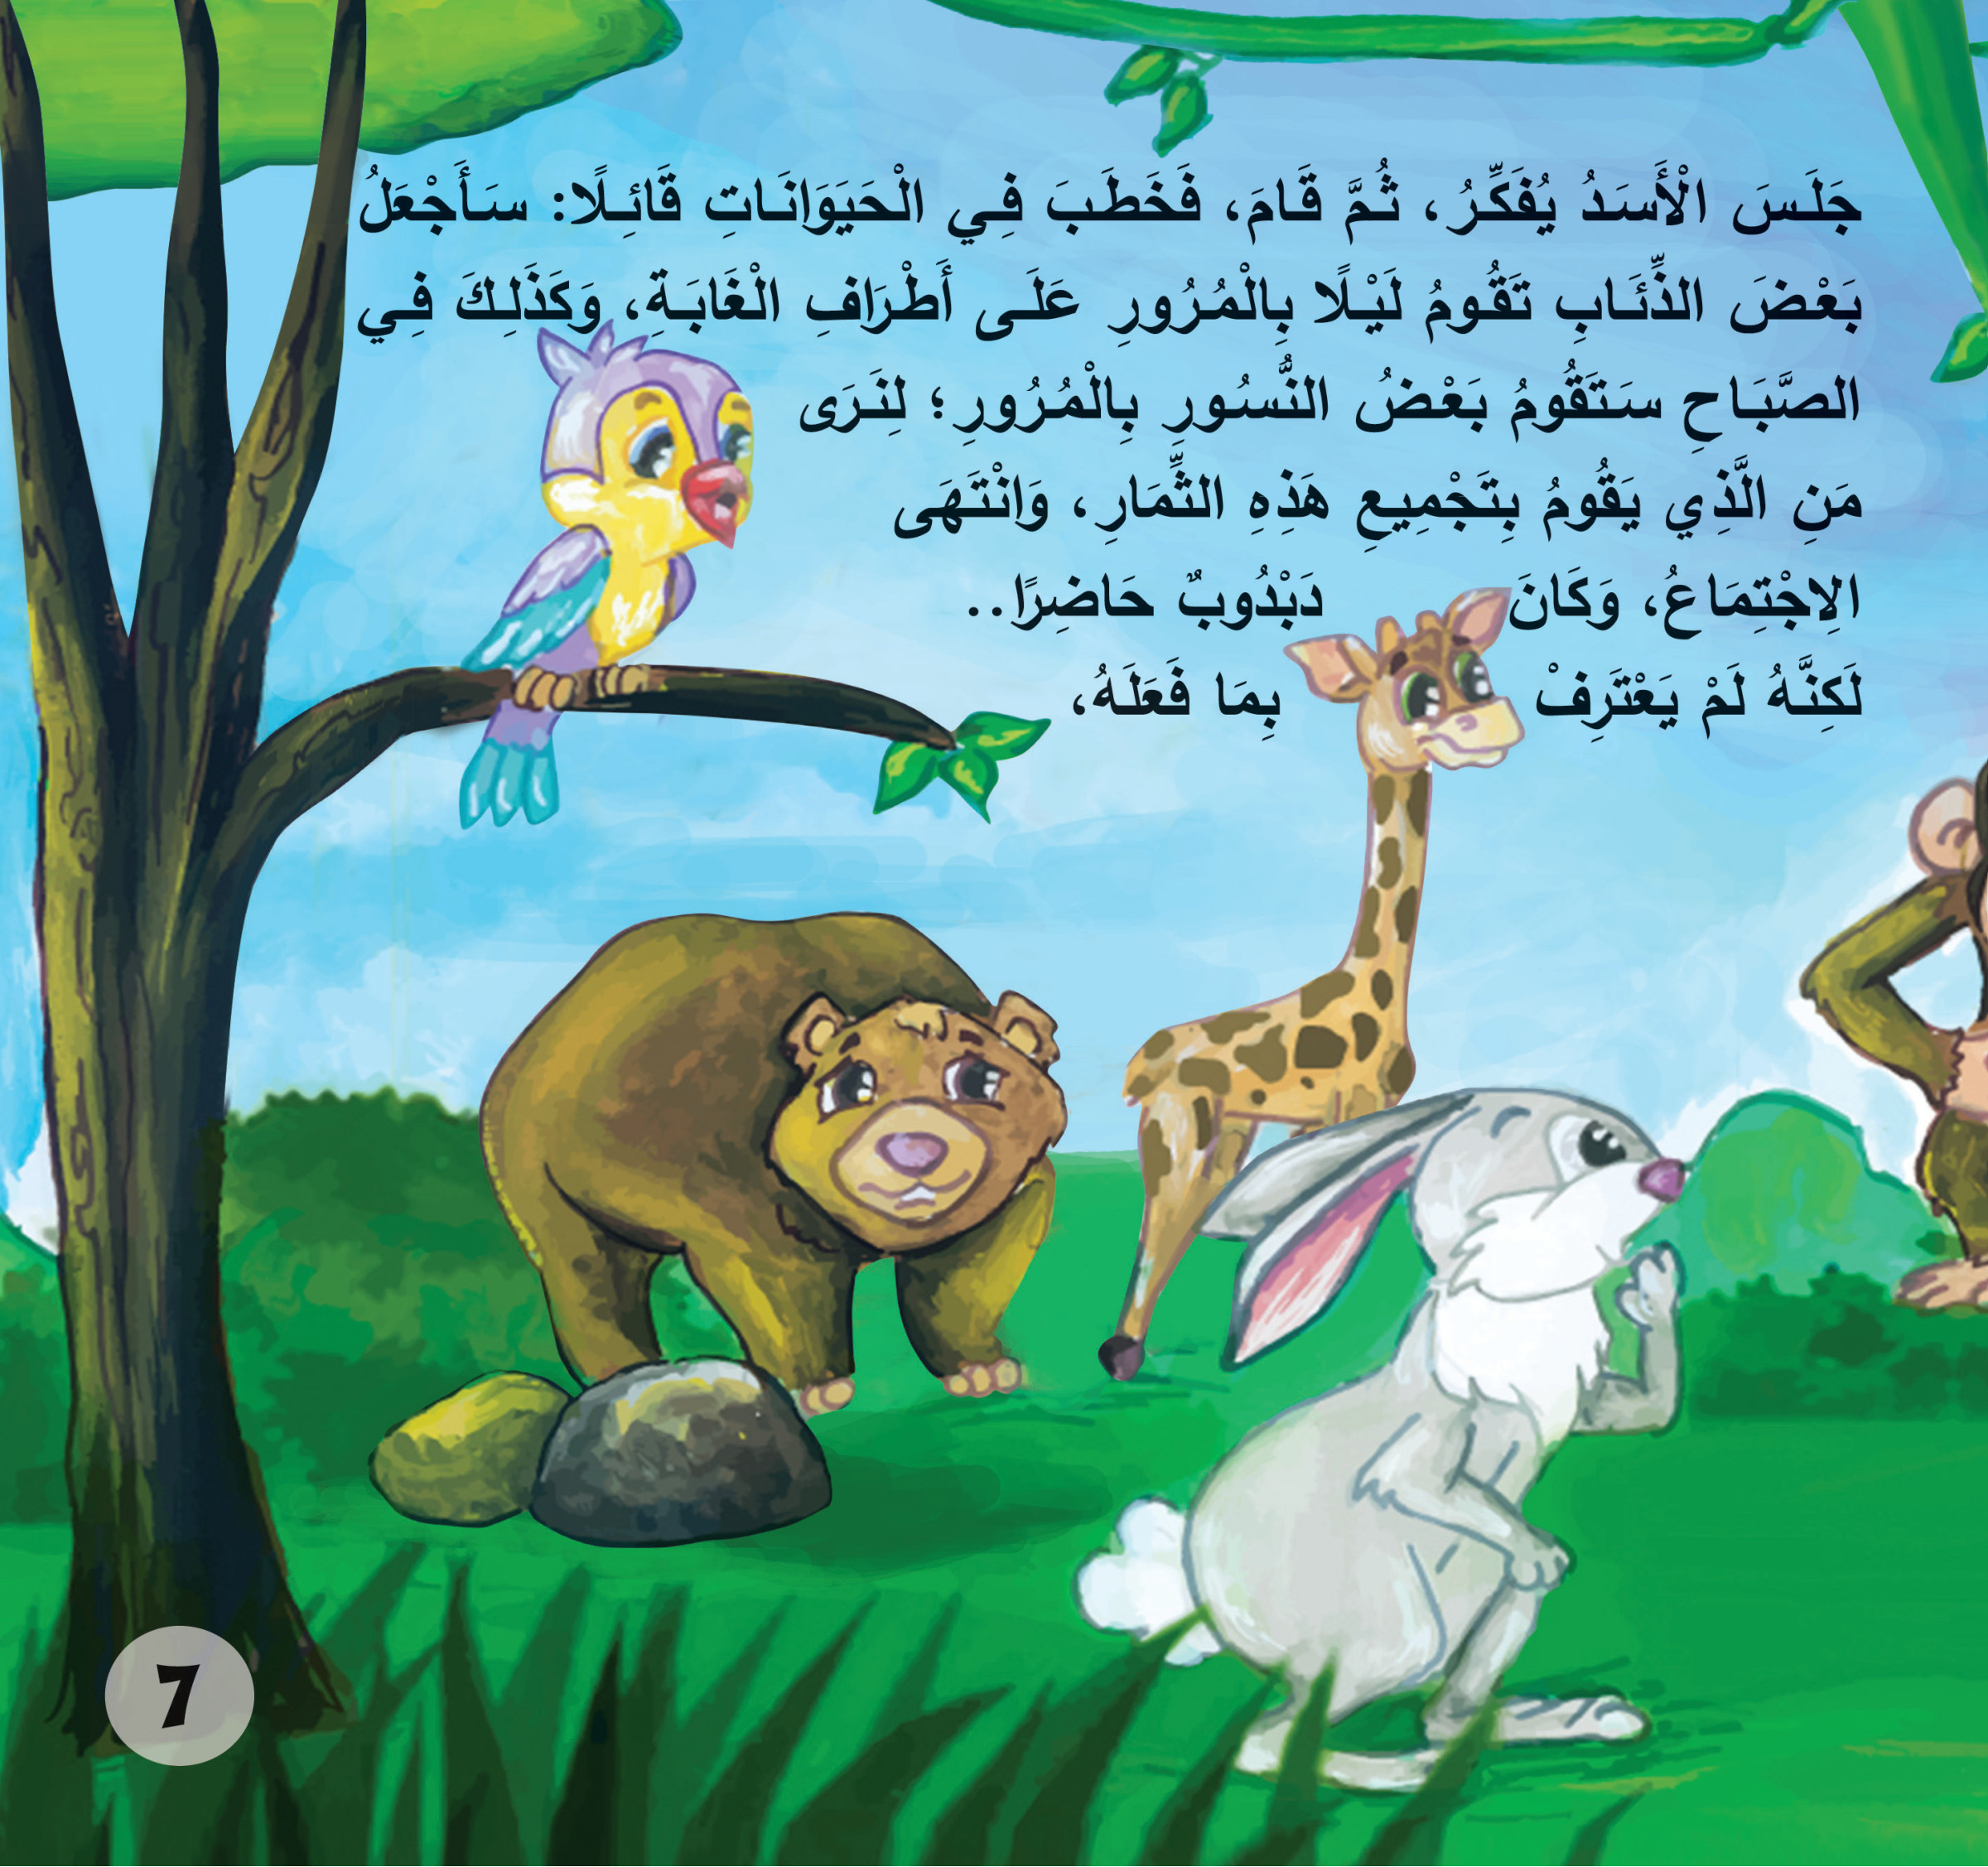 جَلَسَ الْأَسَدُ يُفَكِّرُ، ثُمَّ قَامَ، فَخَطَبَ فِي الْحَيَوَانَاتِ قَائِلًا: سَأَجْعَلُ
بَعْضَ الذِّئَابِ تَقُومُ لَيْلًا بِالْمُرُورِ عَلَى أَطْرَافِ الْغَابَةِ، وَكَذَلِكَ فِي
الصَّبَاحِ سَتَقُومُ بَعْضُ النُّسُورِ بِالْمُرُورِ؛ لِنَرَى
مَنِ الَّذِي يَقُومُ بِتَجْمِيعِ هَذِهِ الثِّمَارِ، وَانْتَهَى
الِاجْتِمَاعُ، وَكَانَ دَبْدُوبٌ حَاضِرًا..
لَكِنَّهُ لَمْ يَعْتَرِفْ بِمَا فَعَلَهُ،
7